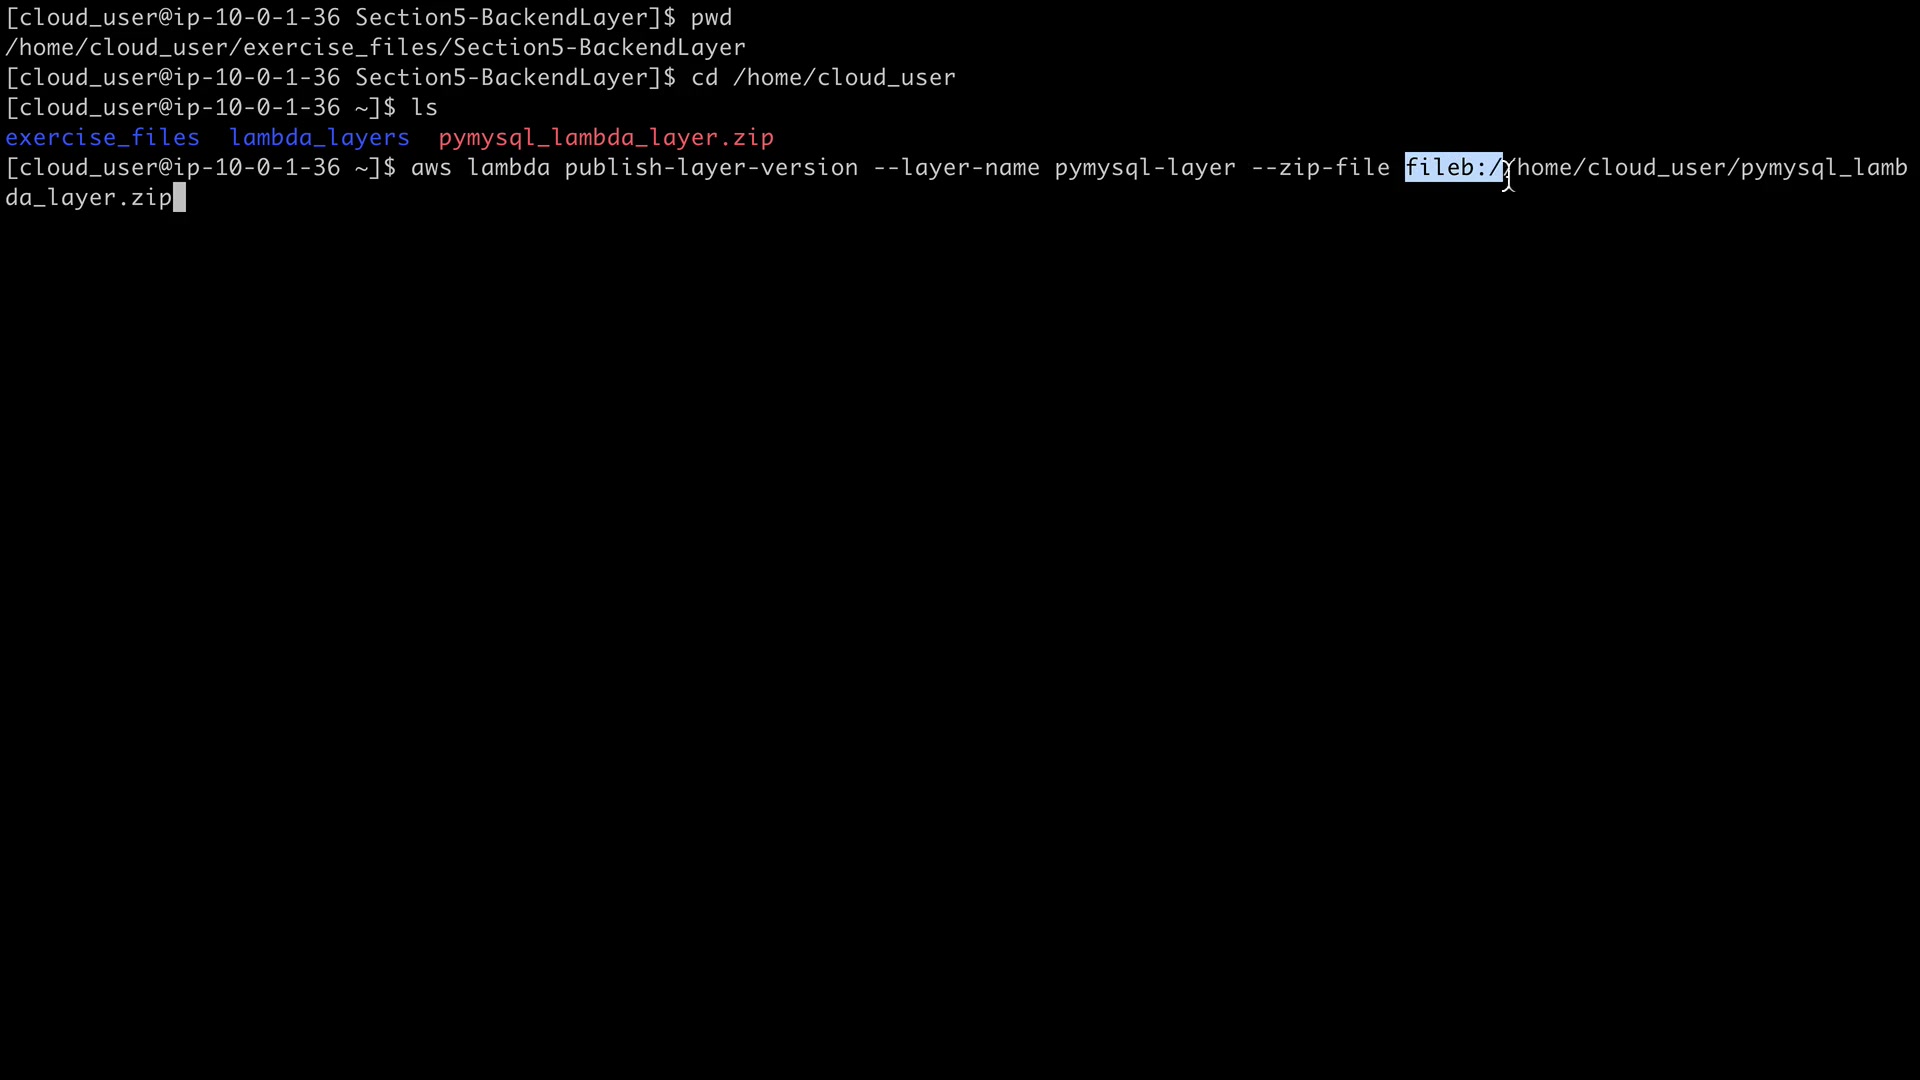 [cloud_user@ip-10-0-1-36 Section5-BackendLayer]$ pwd
/home/cloud_user/exercise_files/Section5-BackendLayer
[cloud_user@ip-10-0-1-36 Section5-BackendLayer]$ cd /home/cloud_user
[cloud_user@ip-10-0-1-36 ~]$ ls
exercise_files  lambda_layers  pymysql_lambda_layer.zip
[cloud_user@ip-10-0-1-36 ~]$ aws lambda publish-layer-version --layer-name pymysql-layer --zip-file fileb://home/cloud_user/pymysql_lamb
da_layer.zip